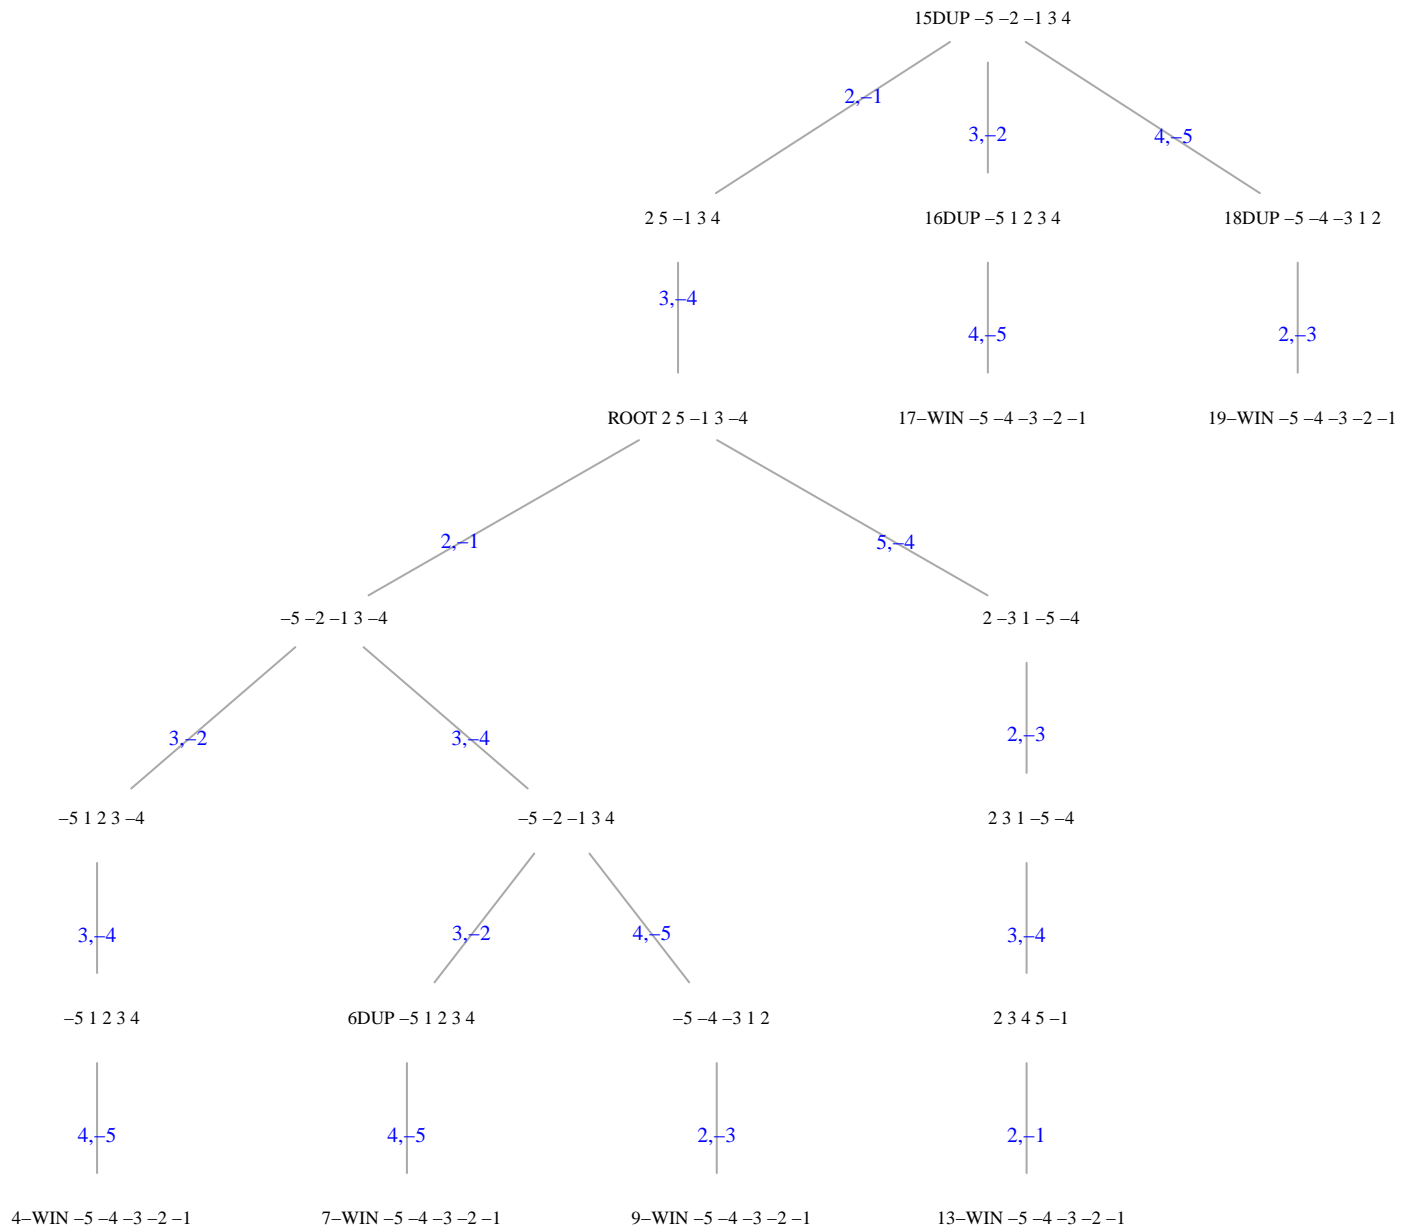 15DUP –5 –2 –1 3 4
2,–1
3,–2
4,–5
2 5 –1 3 4
16DUP –5 1 2 3 4
18DUP –5 –4 –3 1 2
3,–4
4,–5
2,–3
ROOT 2 5 –1 3 –4
17–WIN –5 –4 –3 –2 –1
19–WIN –5 –4 –3 –2 –1
2,–1
5,–4
–5 –2 –1 3 –4
2 –3 1 –5 –4
3,–2
3,–4
2,–3
–5 1 2 3 –4
–5 –2 –1 3 4
2 3 1 –5 –4
3,–4
3,–2
4,–5
3,–4
–5 1 2 3 4
6DUP –5 1 2 3 4
–5 –4 –3 1 2
2 3 4 5 –1
4,–5
4,–5
2,–3
2,–1
4–WIN –5 –4 –3 –2 –1
7–WIN –5 –4 –3 –2 –1
9–WIN –5 –4 –3 –2 –1
13–WIN –5 –4 –3 –2 –1